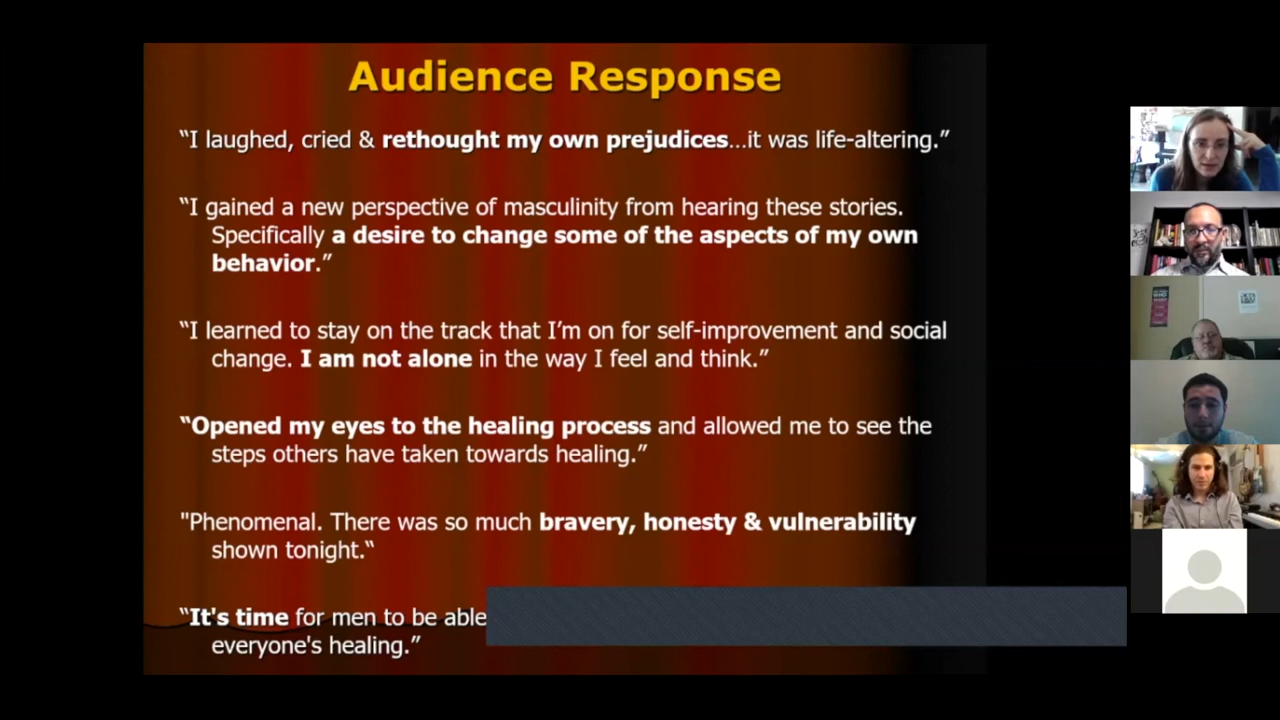 Audience Response
“I laughed, cried & rethought my own prejudices…it was life-altering.”
“I gained a new perspective of masculinity from hearing these stories.
Specifically a desire to change some of the aspects of my own
behavior.”
“I learned to stay on the track that I’m on for self-improvement and social
change. I am not alone in the way I feel and think.”
“Opened my eyes to the healing process and allowed me to see the
steps others have taken towards healing.”
"Phenomenal. There was so much bravery, honesty & vulnerability
shown tonight.“
“It's time for men to be able
everyone's healing.”